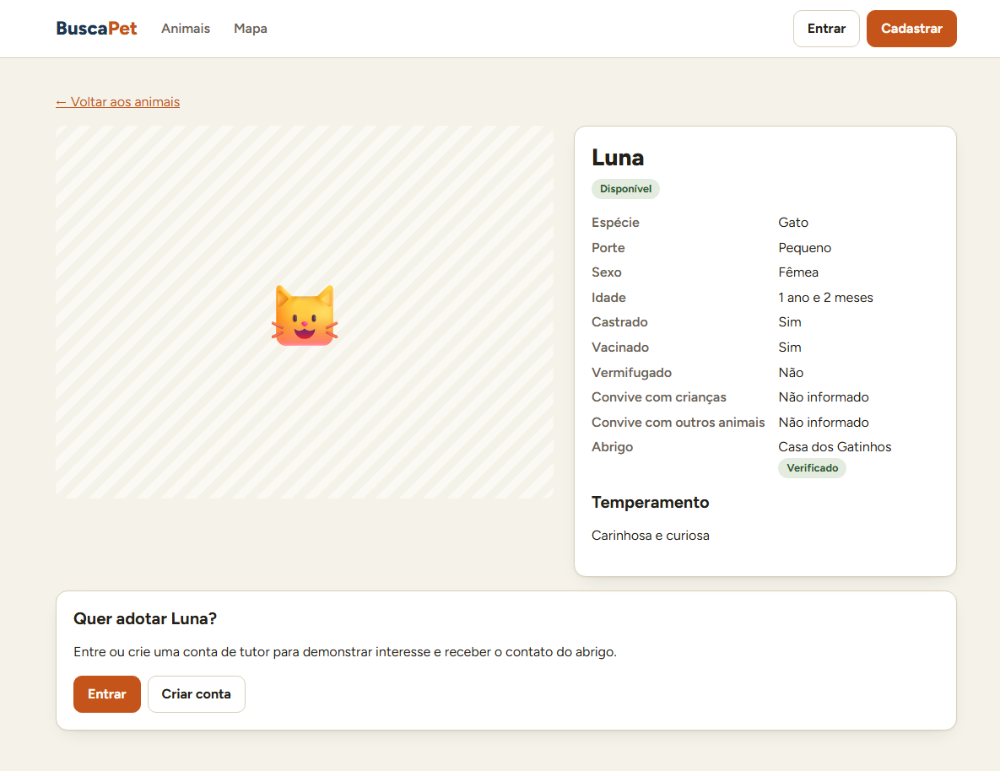 BuscaPet Animais Mapa Entrar Cadastrar
← Voltar aos animais
Luna
Disponível
Espécie Gato
Porte Pequeno
Sexo Fêmea
Idade 1 ano e 2 meses
Castrado Sim
Vacinado Sim
Vermifugado Não
Convive com crianças Não informado
Convive com outros animais Não informado
Abrigo Casa dos Gatinhos
Verificado
Temperamento
Carinhosa e curiosa
Quer adotar Luna?
Entre ou crie uma conta de tutor para demonstrar interesse e receber o contato do abrigo.
Entrar Criar conta